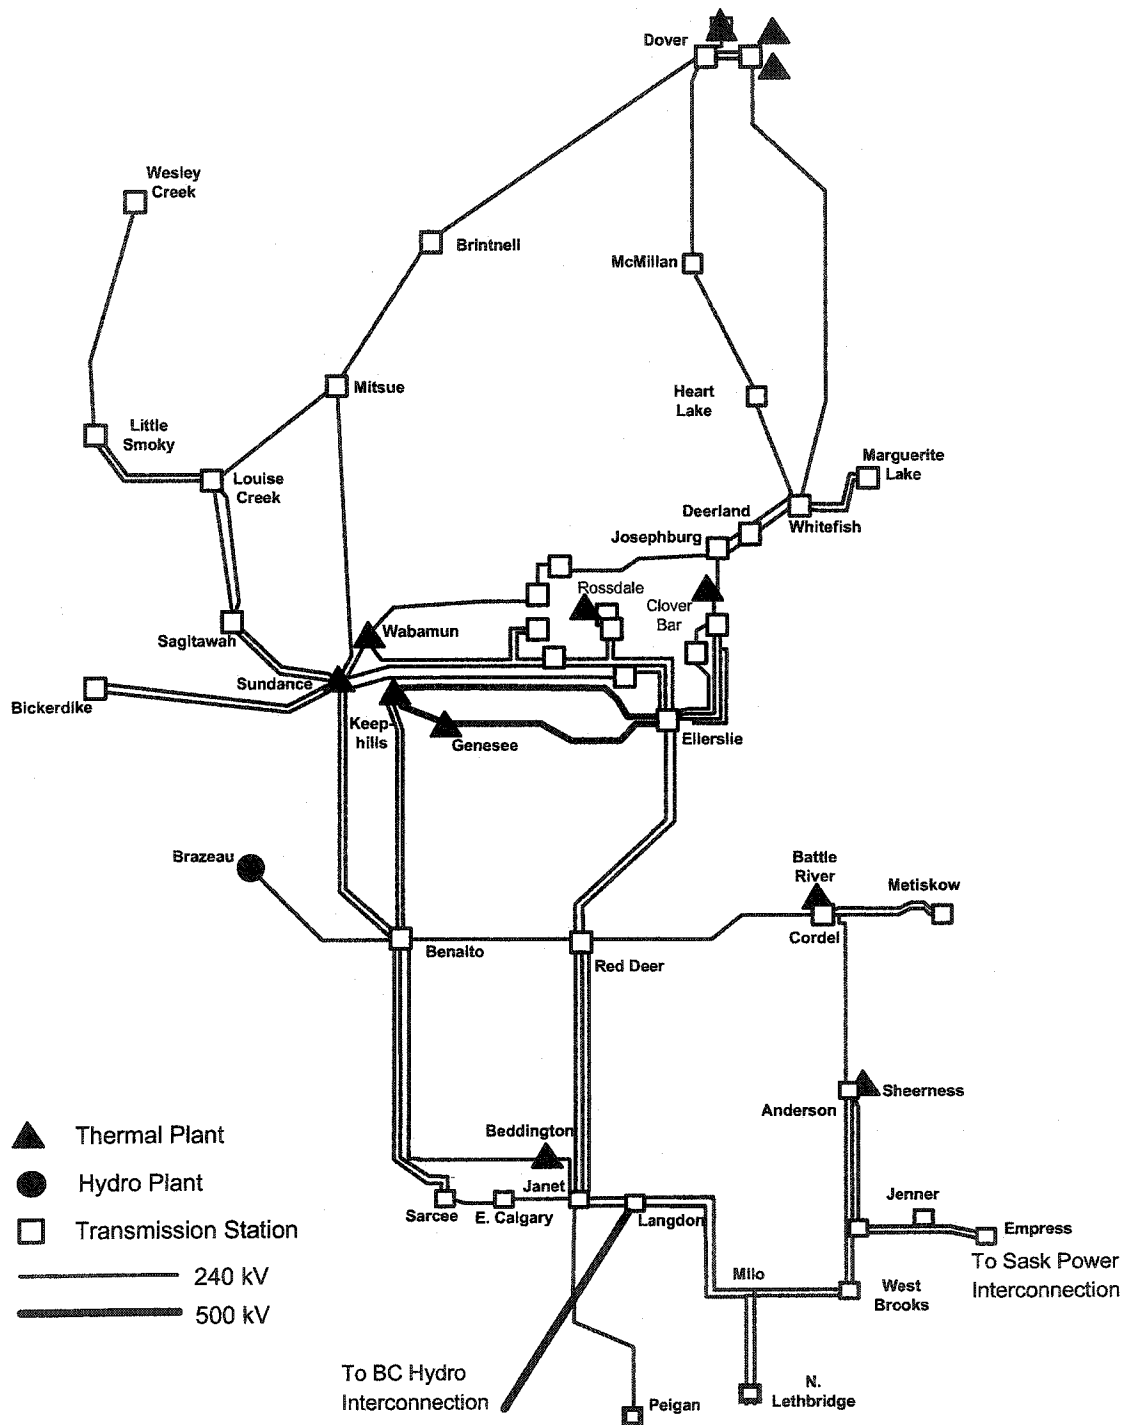 Dover
Wesley
Creek
Brintnell
McMillan
Mitsue
Heart
Lake
Little
Smoky
Louise
Creek
Marguerite
Lake
Deerland
Whitefish
Josephburg
Rossdale
Clover
Bar
Wabamun
Sagitawah
Sundance
Bickerdike
Keep-
hills
Genesee
Ellerslie
Brazeau
Battle
River
Metiskow
Cordel
Benalto
Red Deer
Sheerness
Anderson
Thermal Plant
Beddington
Hydro Plant
Janet
Jenner
Sarcee
E. Calgary
Langdon
Empress
Transmission Station
To Sask Power
Interconnection
240 kV
Milo
West
Brooks
500 kV
To BC Hydro
Interconnection
N.
Lethbridge
Peigan